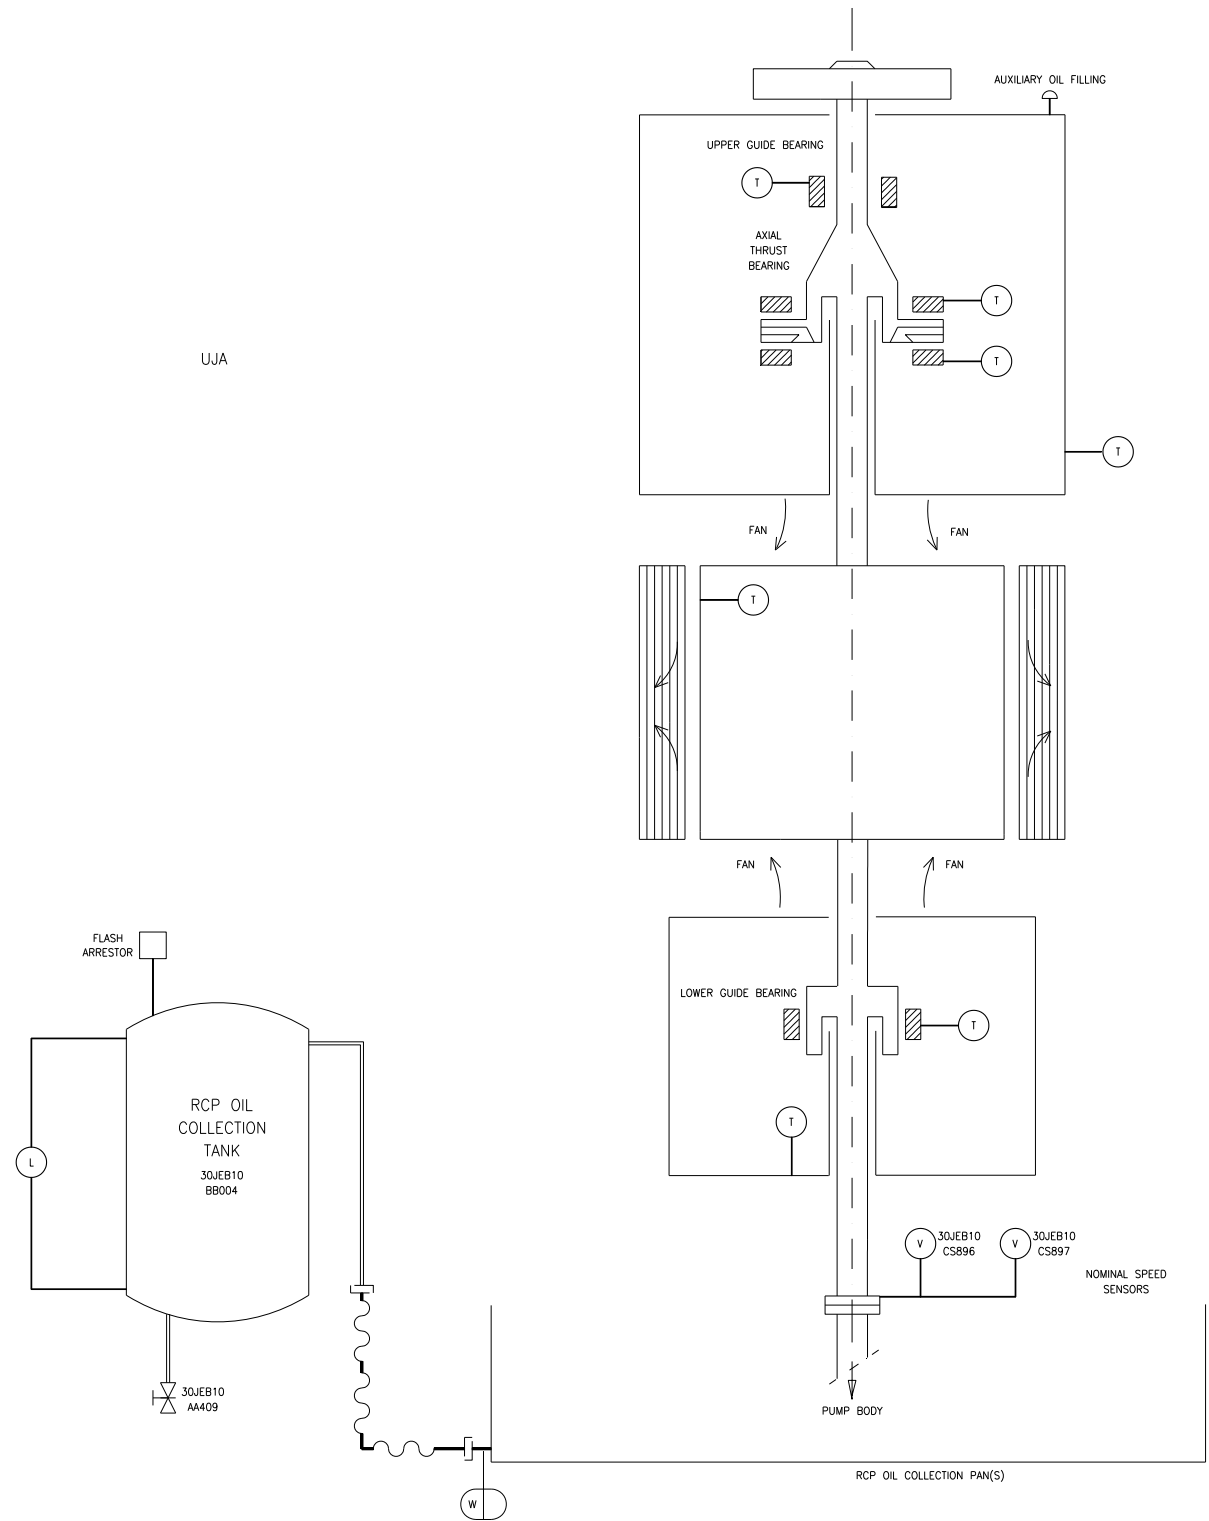 AUXILIARY OIL FILLING
UPPER GUIDE BEARING
T
AXIAL
THRUST
BEARING
T
T
UJA
T
FAN
FAN
T
FAN
FAN
FLASH
ARRESTOR
LOWER GUIDE BEARING
T
RCP OIL
COLLECTION
TANK
30JEB10
BB004
L
T
V
30JEB10
CS896
V
30JEB10
CS897
NOMINAL SPEED
SENSORS
30JEB10
AA409
PUMP BODY
RCP OIL COLLECTION PAN(S)
W